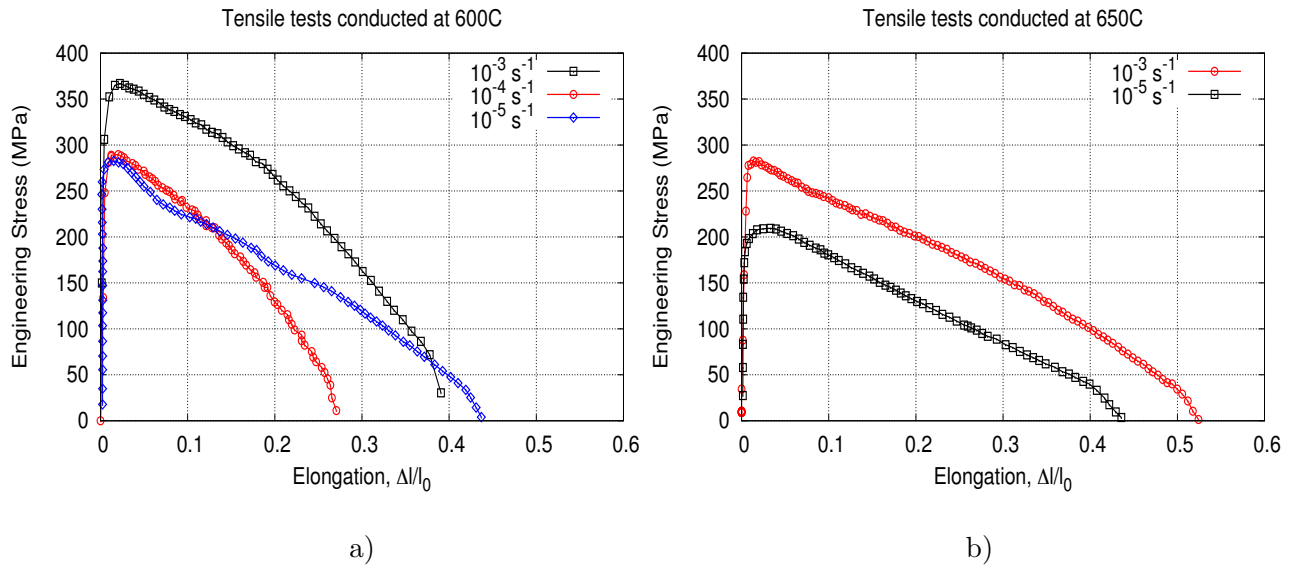 Tensile tests conducted at 600C
400
350
300
250
200
150
100
50
0
Engineering Stress (MPa)
10⁻³ s⁻¹
10⁻⁴ s⁻¹
10⁻⁵ s⁻¹
0 0.1 0.2 0.3 0.4 0.5 0.6
Elongation, Δl/l₀
a)
Tensile tests conducted at 650C
400
350
300
250
200
150
100
50
0
Engineering Stress (MPa)
10⁻³ s⁻¹
10⁻⁵ s⁻¹
0 0.1 0.2 0.3 0.4 0.5 0.6
Elongation, Δl/l₀
b)